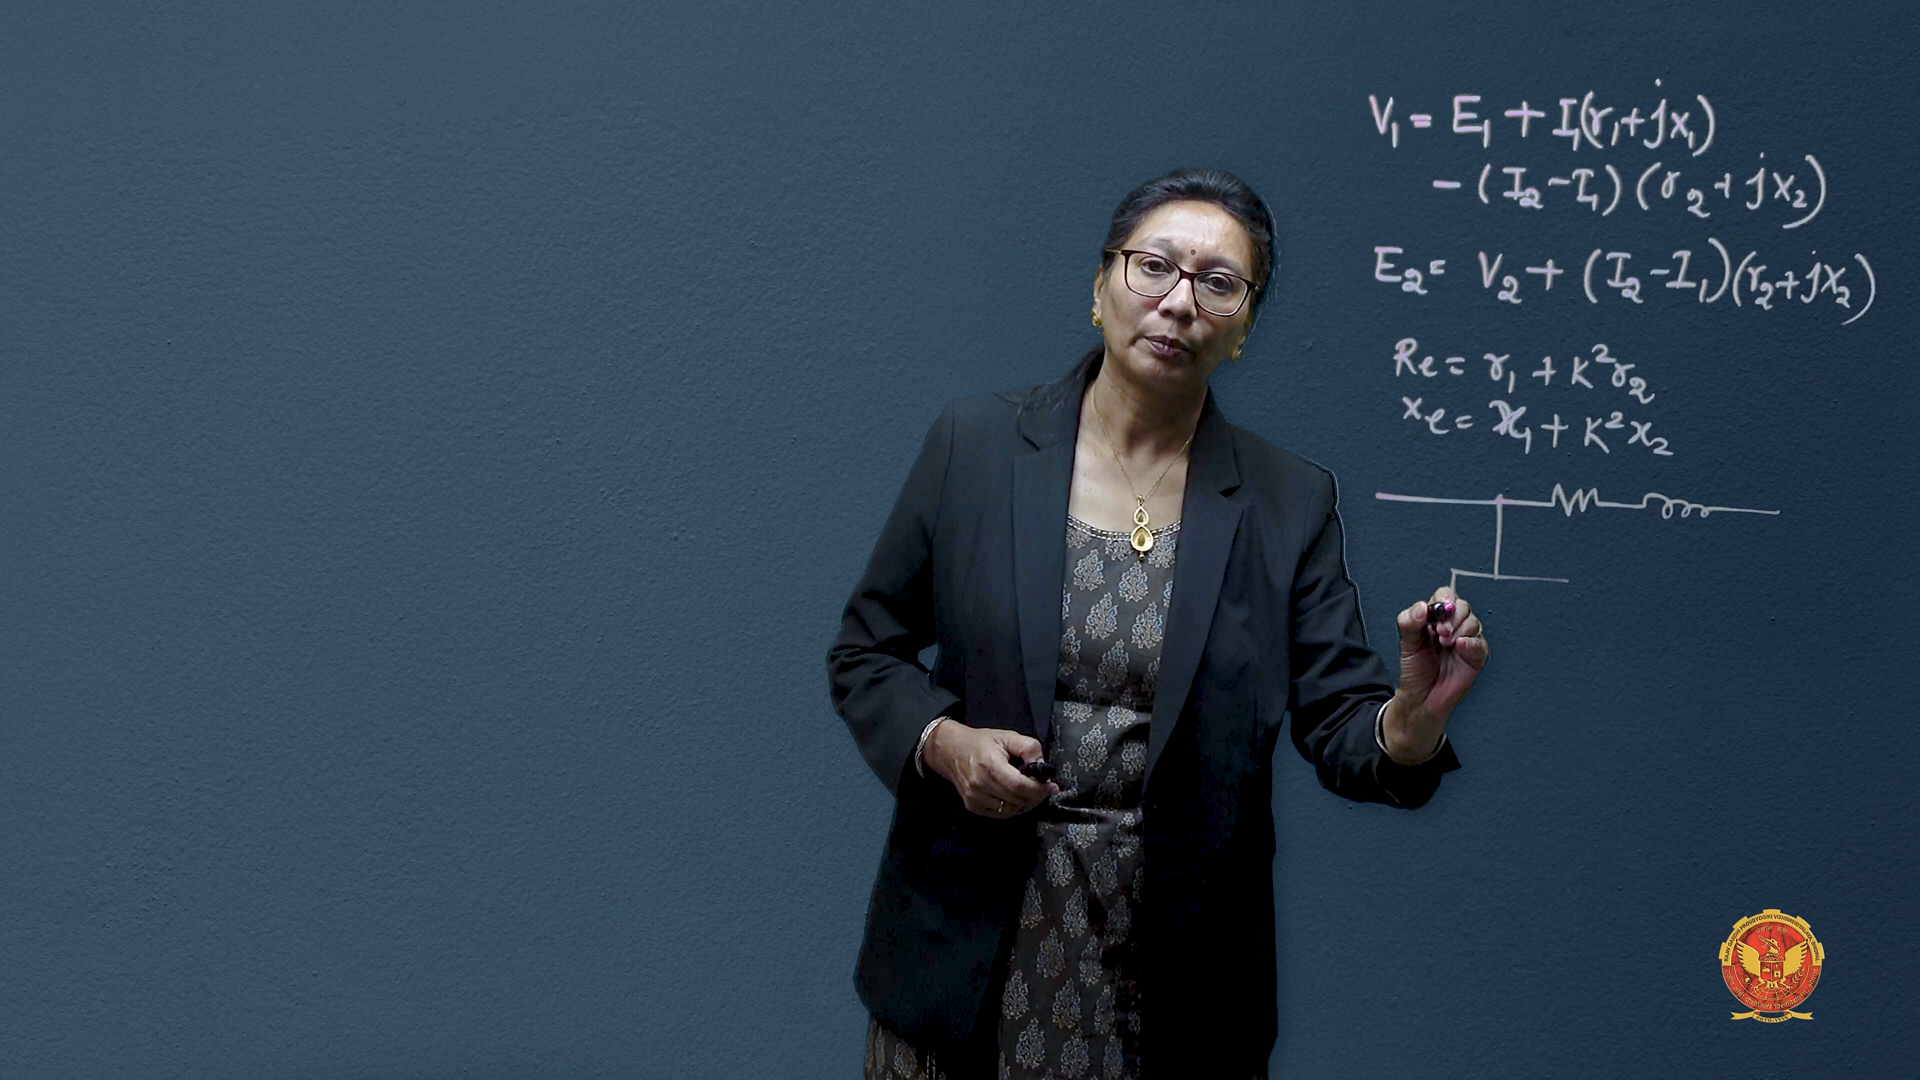 V₁ = E₁ + I₁(r₁+jx₁)
- (I₂-I₁) (r₂+jx₂)
E₂= V₂+ (I₂-I₁)(r₂+jx₂)
Re= r₁ + K²r₂
xe= x₁ + K²x₂